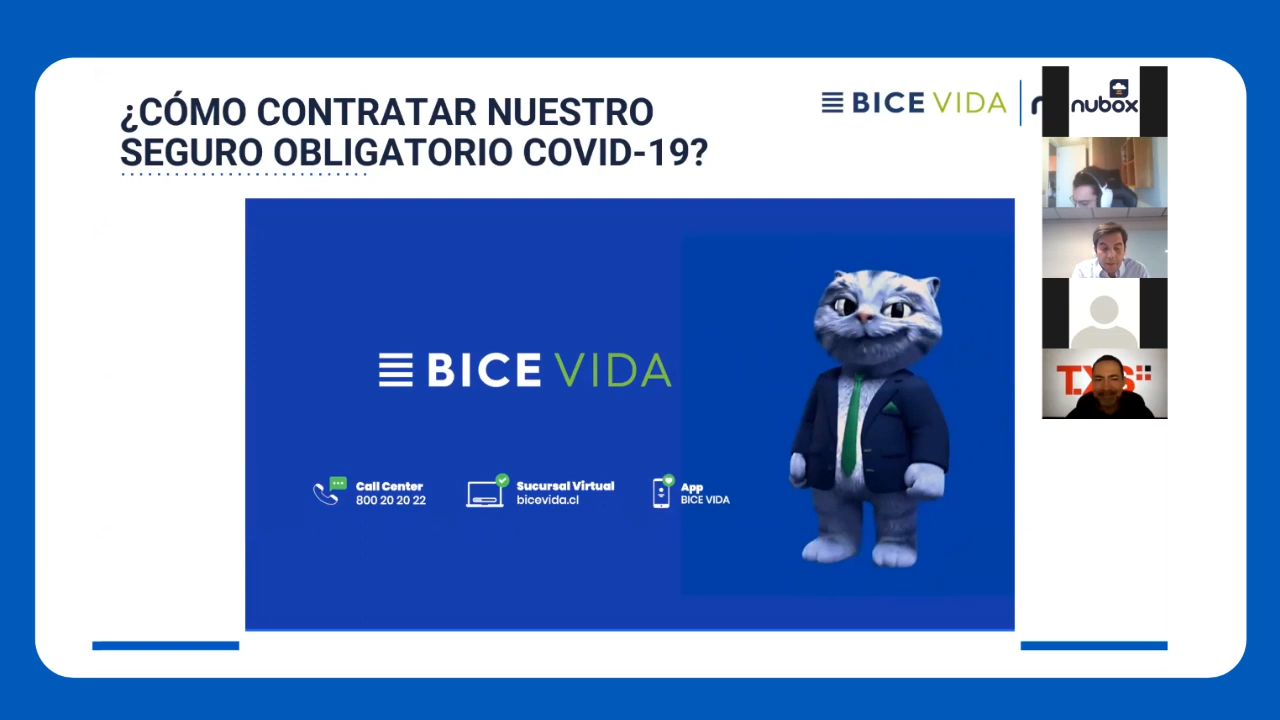 ¿CÓMO CONTRATAR NUESTRO
SEGURO OBLIGATORIO COVID-19?
BICE VIDA
nubox
BICE VIDA
Call Center
800 20 20 22
Sucursal Virtual
bicevida.cl
App
BICE VIDA